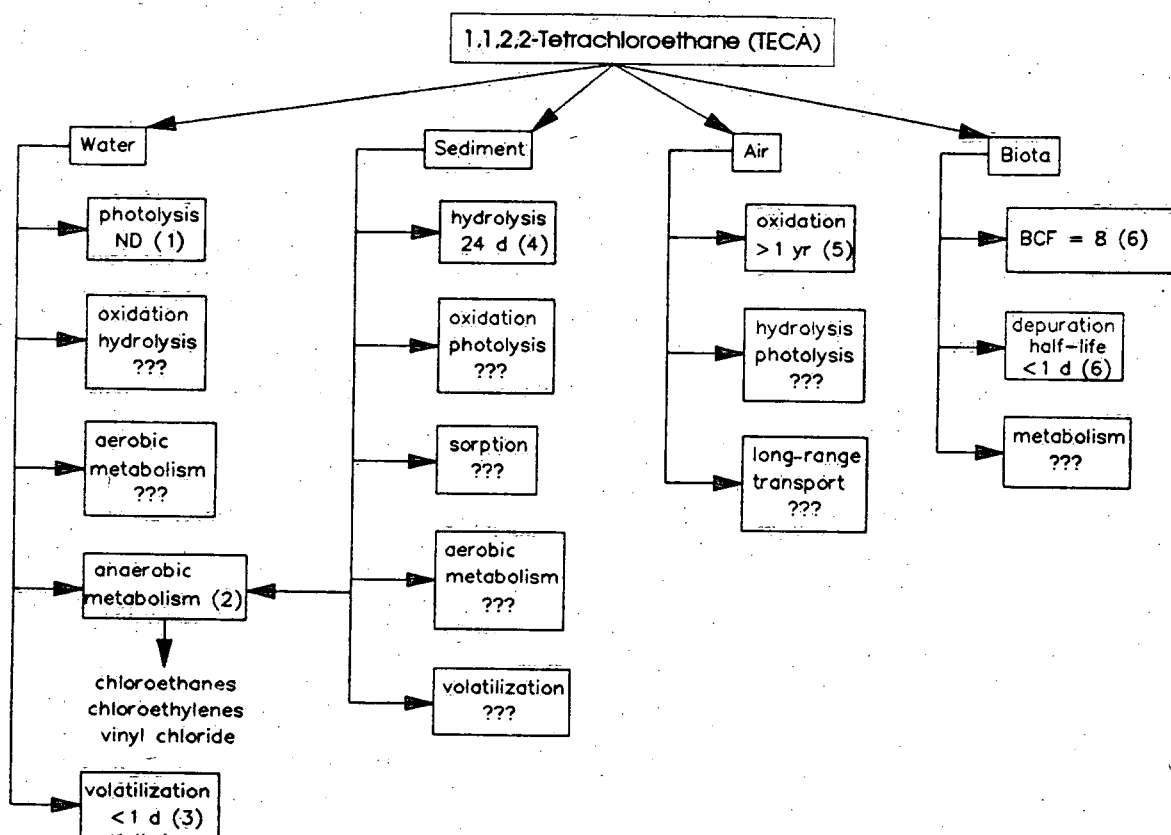 1,1,2,2-Tetrachloroethane (TECA)
Water
photolysis
ND (1)
oxidation
hydrolysis
???
aerobic
metabolism
???
anaerobic
metabolism (2)
chloroethanes
chloroethylenes
vinyl chloride
volatilization
<1 d (3)
Sediment
hydrolysis
24 d (4)
oxidation
photolysis
???
sorption
???
aerobic
metabolism
???
volatilization
???
Air
oxidation
>1 yr (5)
hydrolysis
photolysis
???
long-range
transport
???
Biota
BCF = 8 (6)
depuration
half-life
<1 d (6)
metabolism
???